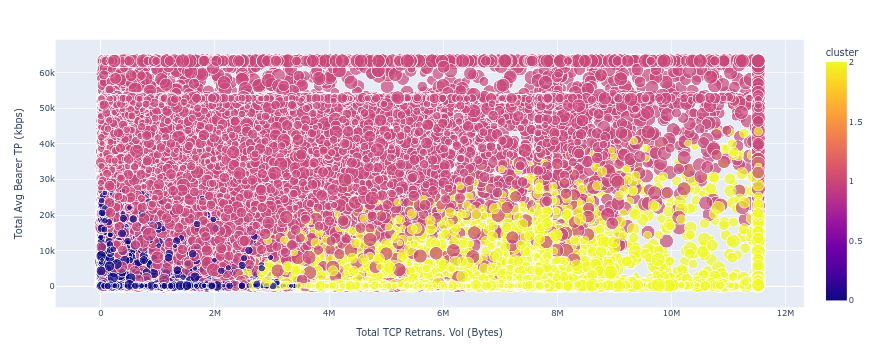 cluster
60k
50k
40k
30k
20k
10k
0
Total Avg Bearer TP (kbps)
0
2M
4M
6M
8M
10M
12M
Total TCP Retrans. Vol (Bytes)
2
1.5
1
0.5
0